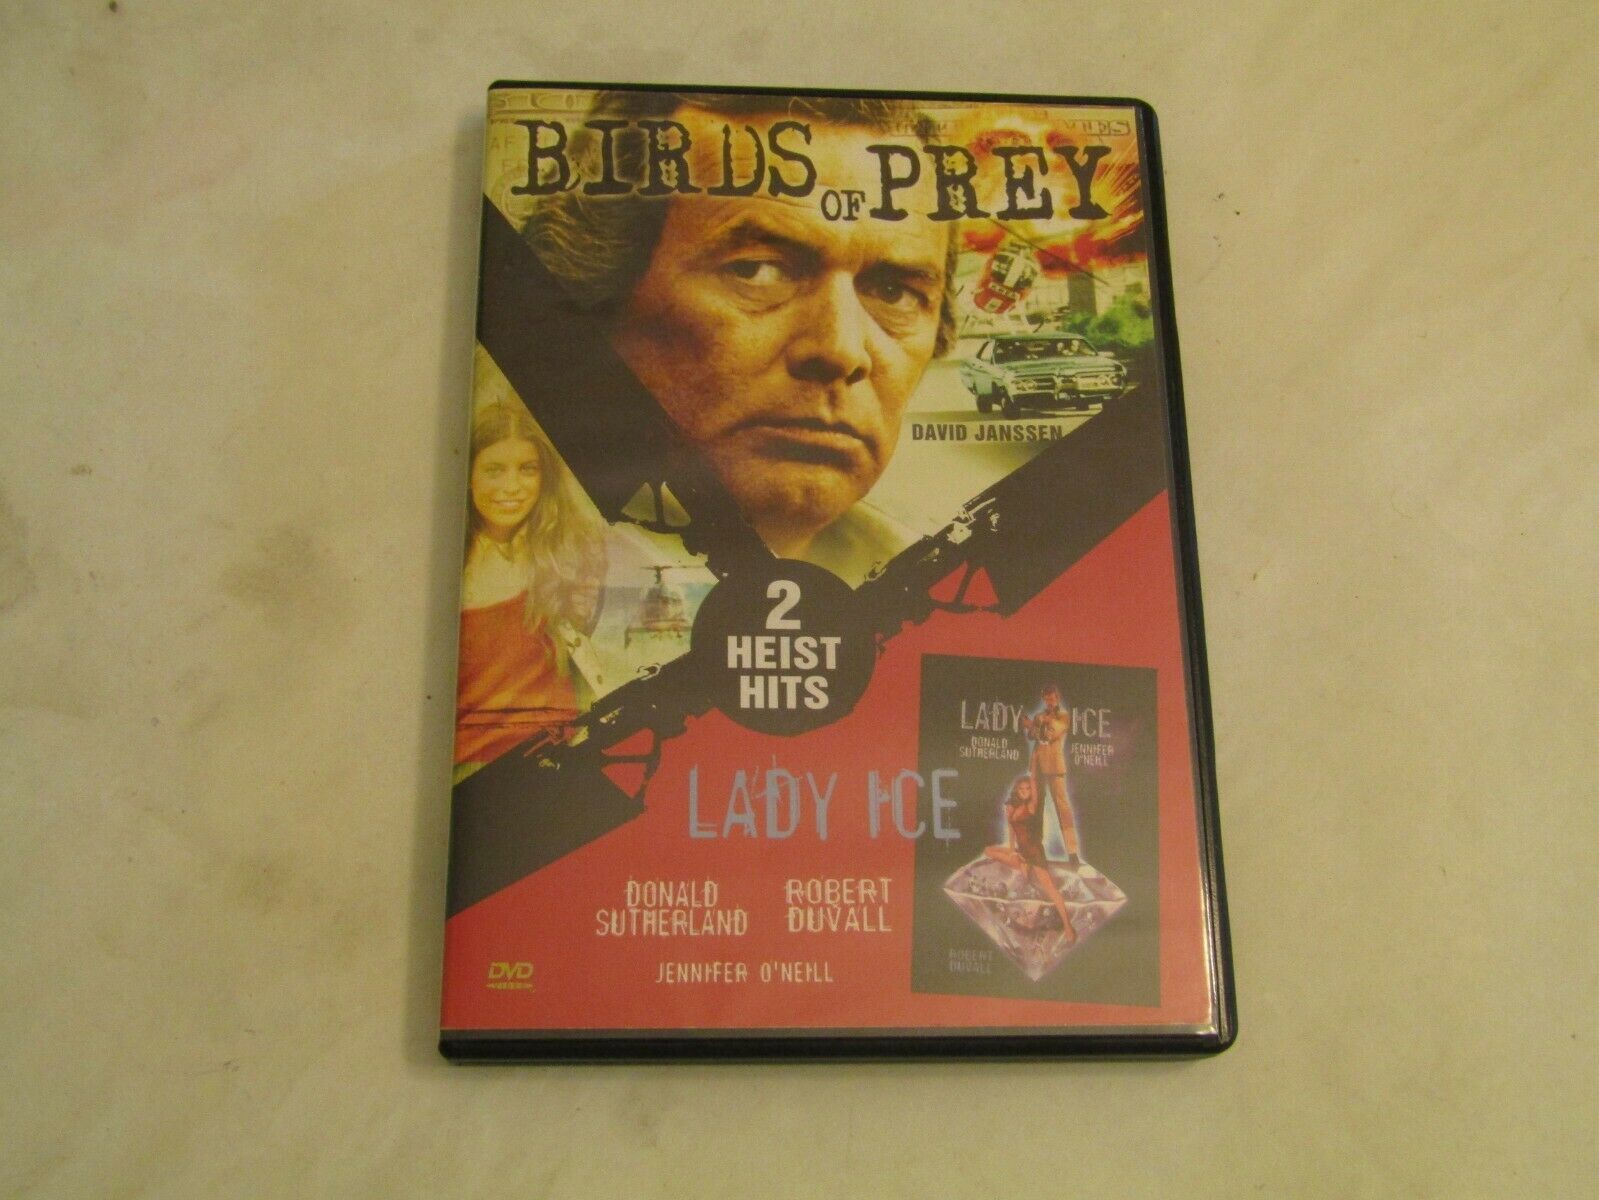 BIRDS OF PREY
DAVID JANSSEN
2
HEIST
HITS
LADY ICE
DONALD
SUTHERLAND
JENNIFER
O'NEILL
ROBERT
DUVALL
LADY ICE
DONALD
SUTHERLAND
ROBERT
DUVALL
JENNIFER O'NEILL
DVD
VIDEO